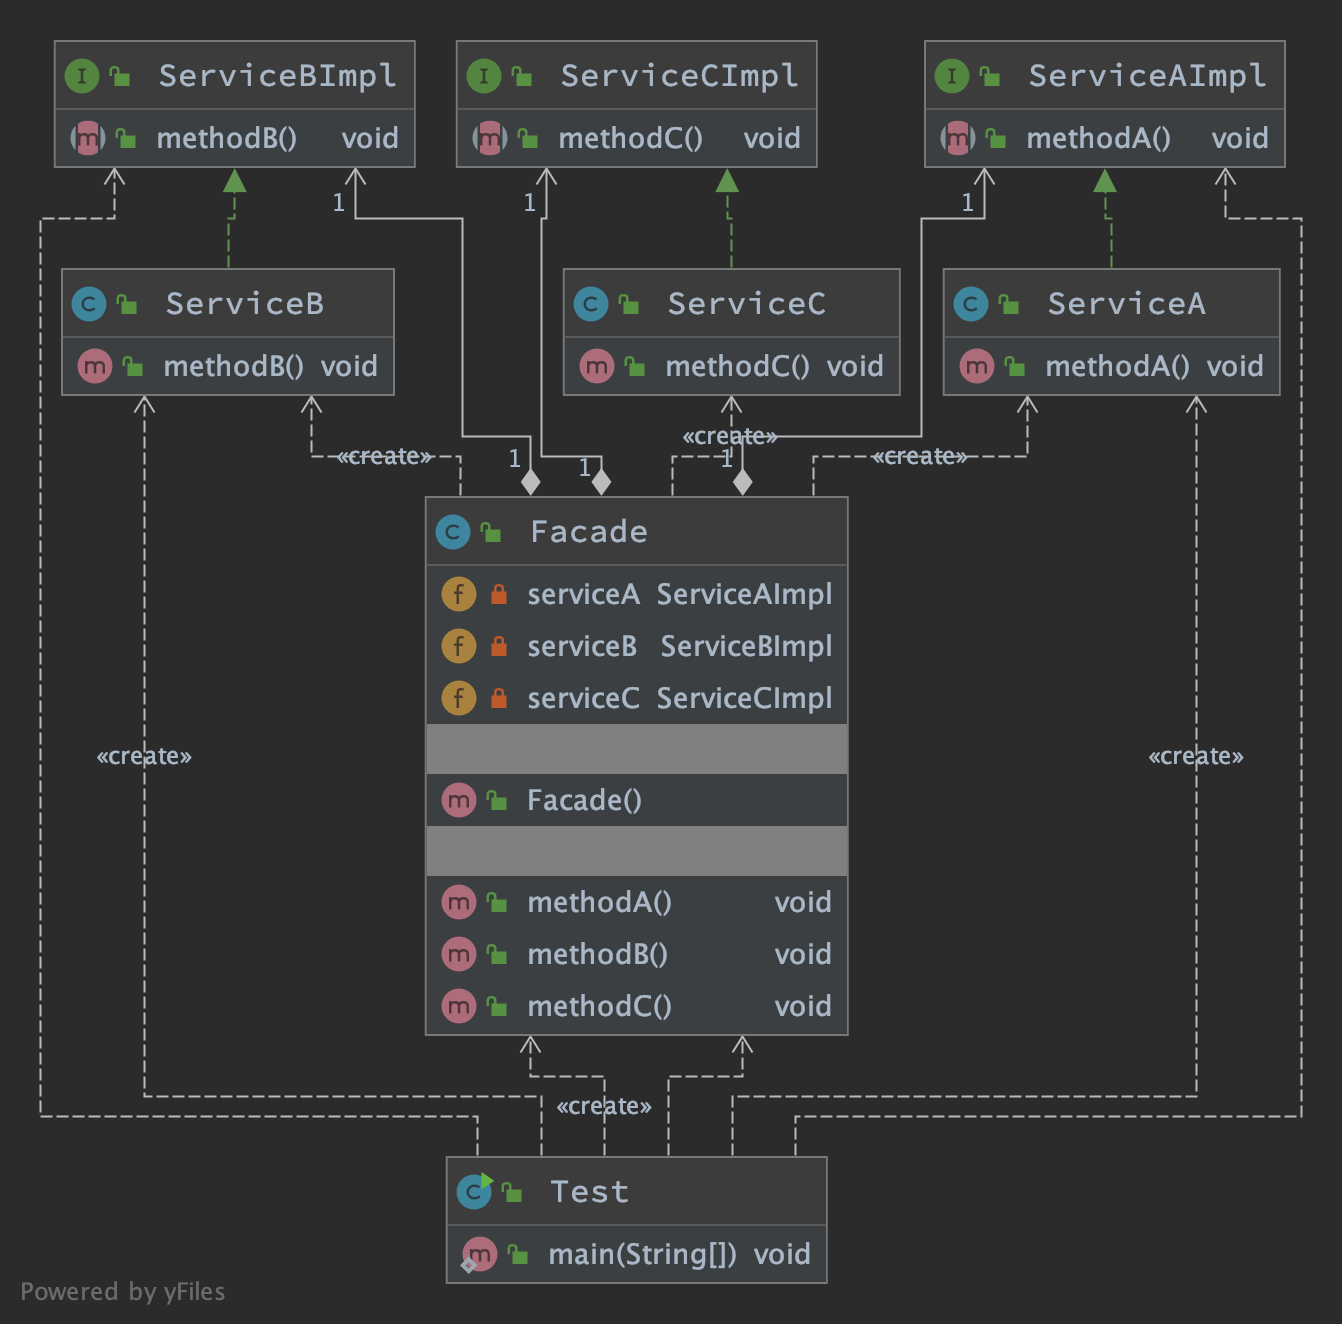 ServiceBImpl
methodB() void
ServiceCImpl
methodC() void
ServiceAImpl
methodA() void
1
1
1
ServiceB
methodB() void
ServiceC
methodC() void
ServiceA
methodA() void
«create»
«create»
«create»
1
1
1
Facade
serviceA ServiceAImpl
serviceB ServiceBImpl
serviceC ServiceCImpl
«create»
«create»
Facade()
methodA() void
methodB() void
methodC() void
«create»
Test
main(String[]) void
Powered by yFiles